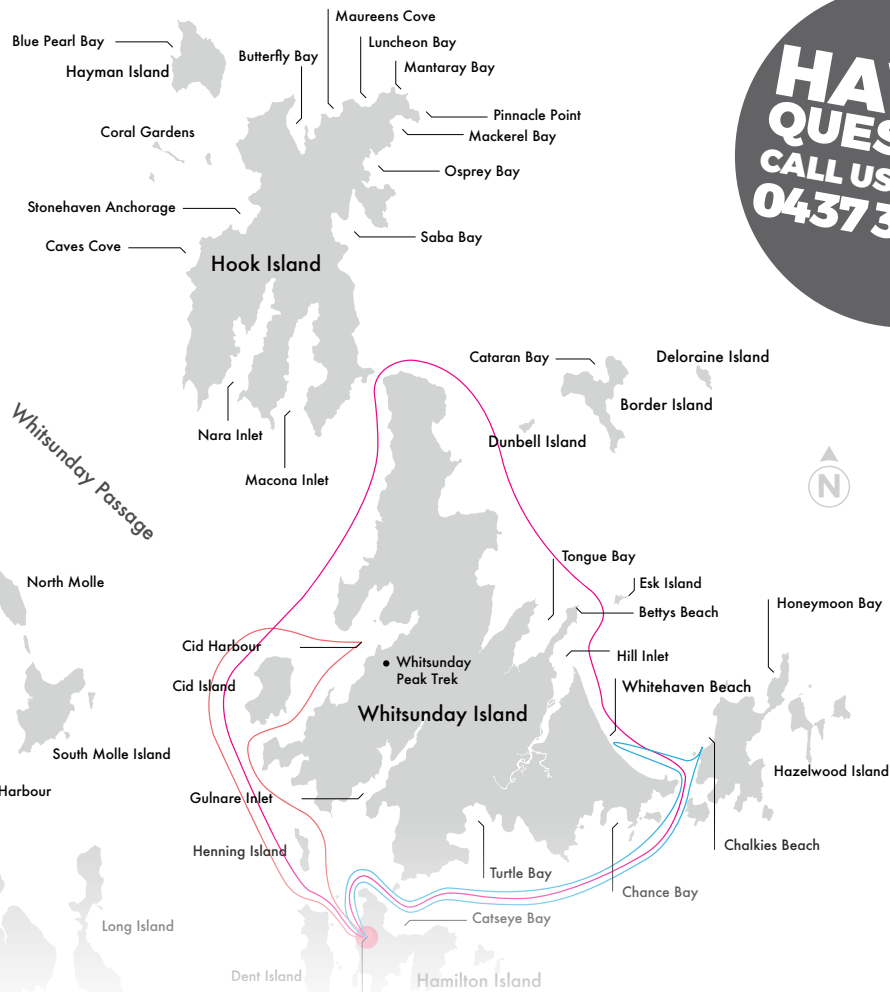 Maureens Cove
Blue Pearl Bay
Luncheon Bay
Butterfly Bay
Mantaray Bay
Hayman Island
Pinnacle Point
Coral Gardens
Mackerel Bay
Osprey Bay
Stonehaven Anchorage
Saba Bay
Caves Cove
Hook Island
HA
QUES
CALL US
0437 3
Cataran Bay
Deloraine Island
Border Island
Whitsunday Passage
Nara Inlet
Dunbell Island
Macona Inlet
N
Tongue Bay
North Molle
Esk Island
Honeymoon Bay
Bettys Beach
Cid Harbour
Hill Inlet
Whitsunday
Peak Trek
Cid Island
Whitehaven Beach
Whitsunday Island
South Molle Island
Hazelwood Island
Harbour
Gulnare Inlet
Henning Island
Chalkies Beach
Turtle Bay
Chance Bay
Long Island
Catseye Bay
Dent Island
Hamilton Island